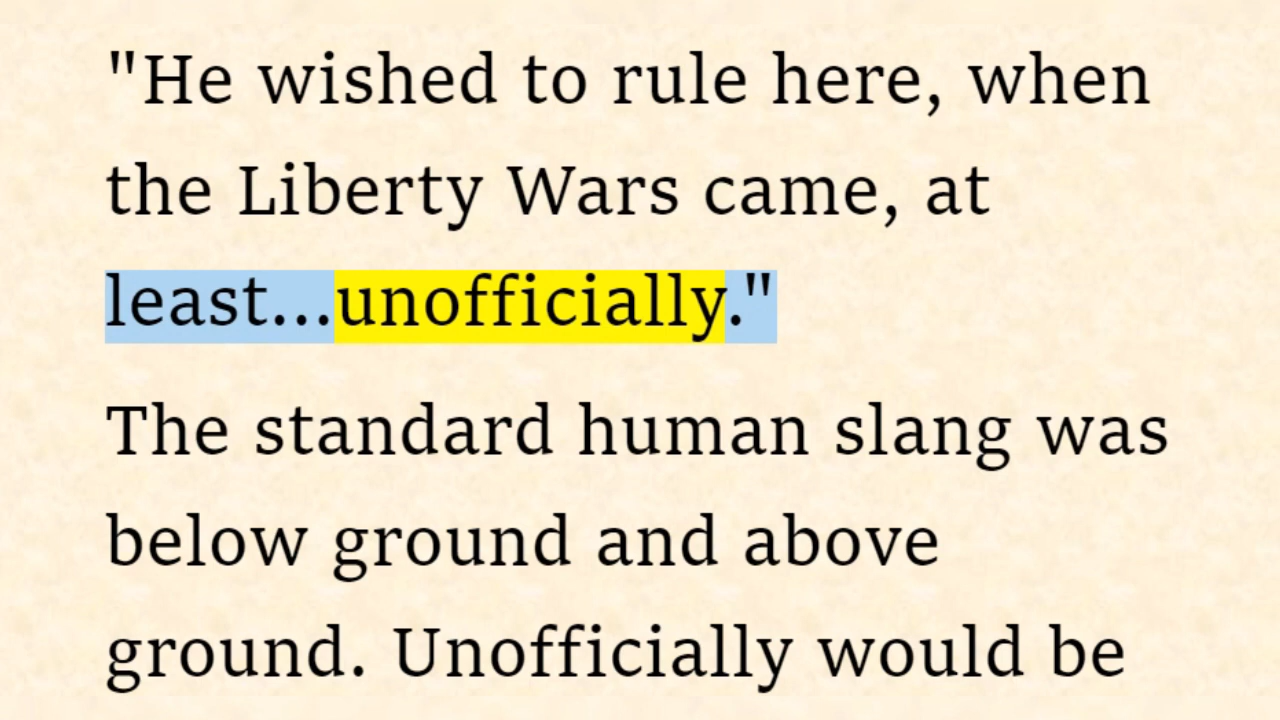 "He wished to rule here, when
the Liberty Wars came, at
least...unofficially."
The standard human slang was
below ground and above
ground. Unofficially would be